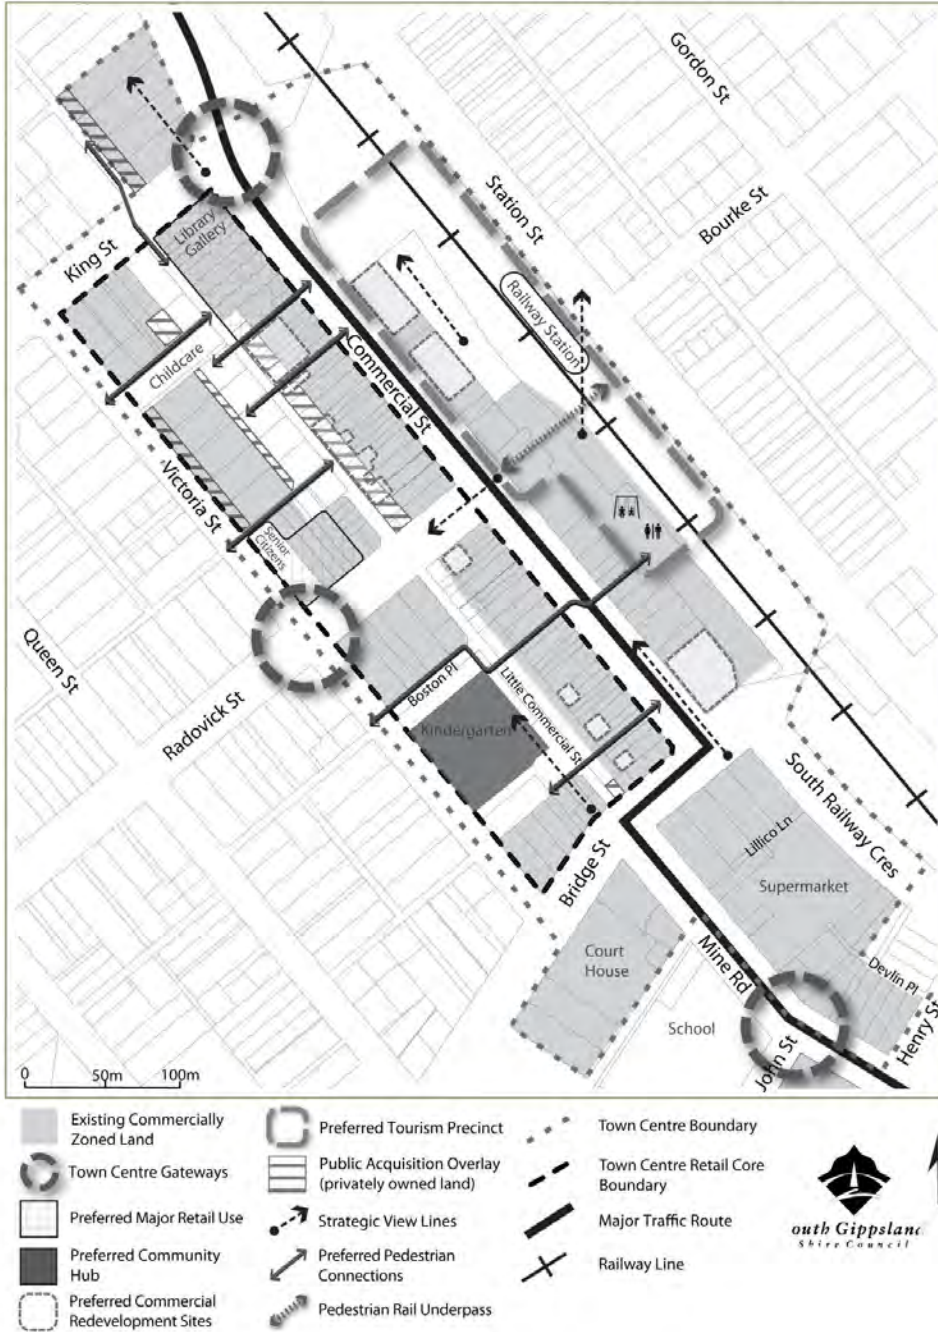 Gordon St
Station St
Bourke St
Library
Gallery
King St
Railway Station
Childcare
Commercial St
Victoria St
Senior
Citizens
Queen St
Radovick St
Boston Pl
Little Commercial St
Kindergarten
South Railway Cres
Lillico Ln
Supermarket
Bridge St
Court
House
Mine Rd
Devlin Pl
School
John St
Henry St
0 50m 100m
Existing Commercially
Zoned Land
Town Centre Gateways
Preferred Major Retail Use
Preferred Community
Hub
Preferred Commercial
Redevelopment Sites
Preferred Tourism Precinct
Public Acquisition Overlay
(privately owned land)
Strategic View Lines
Preferred Pedestrian
Connections
Pedestrian Rail Underpass
Town Centre Boundary
Town Centre Retail Core
Boundary
Major Traffic Route
Railway Line
outh Gippsland
Shire Council